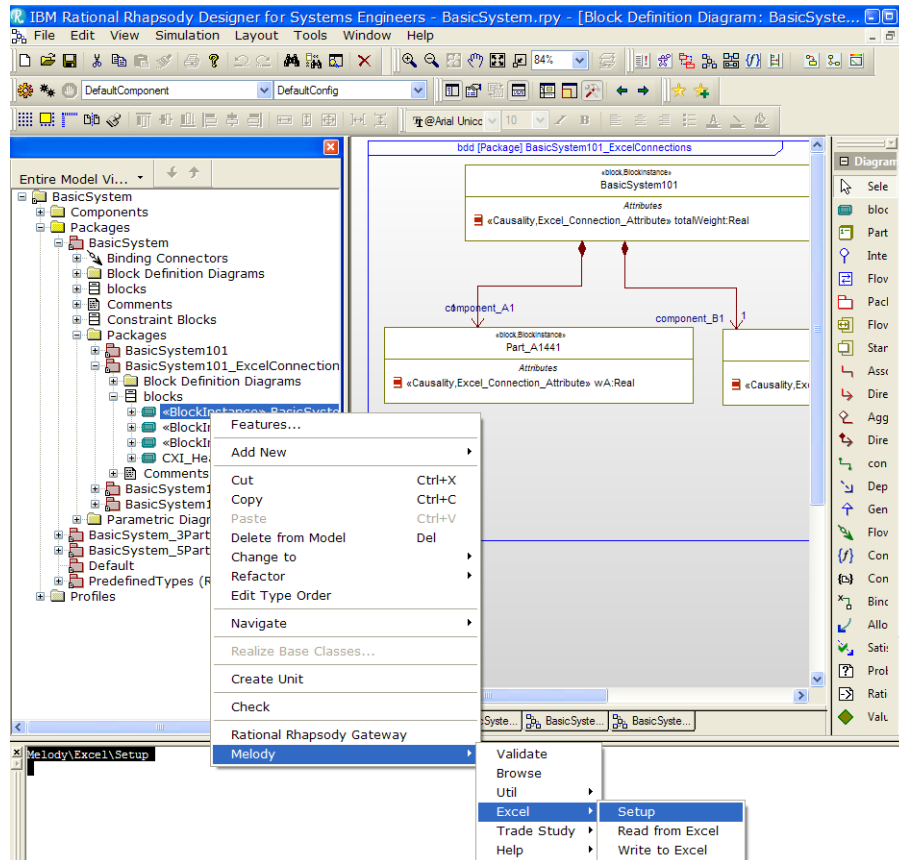 IBM Rational Rhapsody Designer for Systems Engineers - BasicSystem.rpy - [Block Definition Diagram: BasicSyste...
File Edit View Simulation Layout Tools Window Help
84%
DefaultComponent DefaultConfig
@Arial Unicc 10 B
Entire Model Vi...
BasicSystem
Components
Packages
BasicSystem
Binding Connectors
Block Definition Diagrams
blocks
Comments
Constraint Blocks
Packages
BasicSystem101
BasicSystem101_ExcelConnection
Block Definition Diagrams
blocks
«BlockInstance» BasicSyste
«BlockIn
«BlockIn
CXI_Hea
Comments
BasicSystem1
BasicSystem1
Parametric Diagr
BasicSystem_3Part
BasicSystem_5Part
Default
PredefinedTypes (R
Profiles
bdd [Package] BasicSystem101_ExcelConnections
«block,BlockInstance»
BasicSystem101
Attributes
«Causality,Excel_Connection_Attribute» totalWeight:Real
component_A1
component_B1 1
«block,BlockInstance»
Part_A1441
Attributes
«Causality,Excel_Connection_Attribute» wA:Real
«Causality,Ex
Diagram
Sele
bloc
Part
Inte
Flov
Pacl
Flov
Star
Asso
Dire
Agg
Dire
con
Dep
Gen
Flov
Con
Con
Binc
Allo
Satis
Prol
Rati
Valu
Features...
Add New
Cut Ctrl+X
Copy Ctrl+C
Paste Ctrl+V
Delete from Model Del
Change to
Refactor
Edit Type Order
Navigate
Realize Base Classes...
Create Unit
Check
Rational Rhapsody Gateway
Melody
Syste... BasicSyste... BasicSyste...
Melody\Excel\Setup
Validate
Browse
Util
Excel
Trade Study
Help
Setup
Read from Excel
Write to Excel